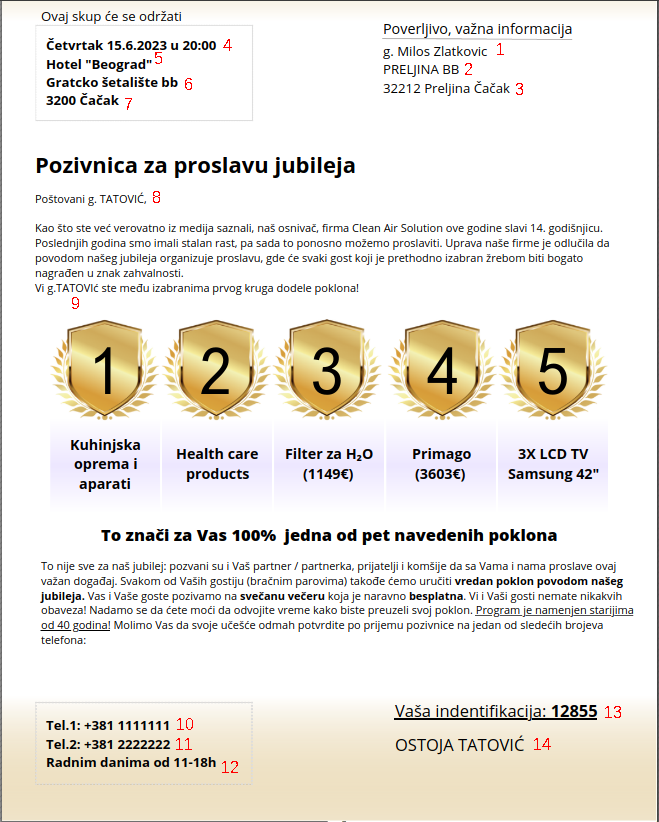 Ovaj skup će se održati
Četvrtak 15.6.2023 u 20:00 4
Hotel "Beograd" 5
Gratcko šetalište bb 6
3200 Čačak 7
Poverljivo, važna informacija
g. Milos Zlatkovic 1
PRELJINA BB 2
32212 Preljina Čačak 3
Pozivnica za proslavu jubileja
Poštovani g. TATOVIĆ, 8
Kao što ste već verovatno iz medija saznali, naš osnivač, firma Clean Air Solution ove godine slavi 14. godišnjicu.
Poslednjih godina smo imali stalan rast, pa sada to ponosno možemo proslaviti. Uprava naše firme je odlučila da
povodom našeg jubileja organizuje proslavu, gde će svaki gost koji je prethodno izabran žrebom biti bogato
nagrađen u znak zahvalnosti.
Vi g.TATOVIć ste među izabranima prvog kruga dodele poklona!
9
1 2 3 4 5
Kuhinjska
oprema i
aparati
Health care
products
Filter za H₂O
(1149€)
Primago
(3603€)
3X LCD TV
Samsung 42"
To znači za Vas 100% jedna od pet navedenih poklona
To nije sve za naš jubilej: pozvani su i Vaš partner / partnerka, prijatelji i komšije da sa Vama i nama proslave ovaj
važan događaj. Svakom od Vaših gostiju (bračnim parovima) takođe ćemo uručiti vredan poklon povodom našeg
jubileja. Vas i Vaše goste pozivamo na svečanu večeru koja je naravno besplatna. Vi i Vaši gosti nemate nikakvih
obaveza! Nadamo se da ćete moći da odvojite vreme kako biste preuzeli svoj poklon. Program je namenjen starijima
od 40 godina! Molimo Vas da svoje učešće odmah potvrdite po prijemu pozivnice na jedan od sledećih brojeva
telefona:
Tel.1: +381 1111111 10
Tel.2: +381 2222222 11
Radnim danima od 11-18h 12
Vaša indentifikacija: 12855 13
OSTOJA TATOVIĆ 14